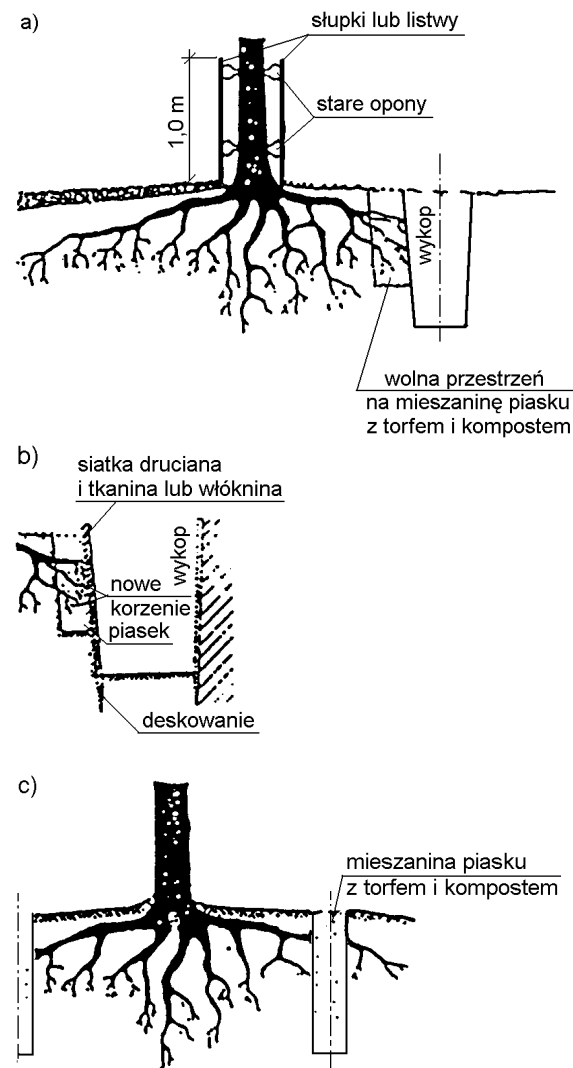 a)
słupki lub listwy
stare opony
1,0 m
wykop
wolna przestrzeń
na mieszaninę piasku
z torfem i kompostem
b)
siatka druciana
i tkanina lub włóknina
wykop
nowe
korzenie
piasek
deskowanie
c)
mieszanina piasku
z torfem i kompostem